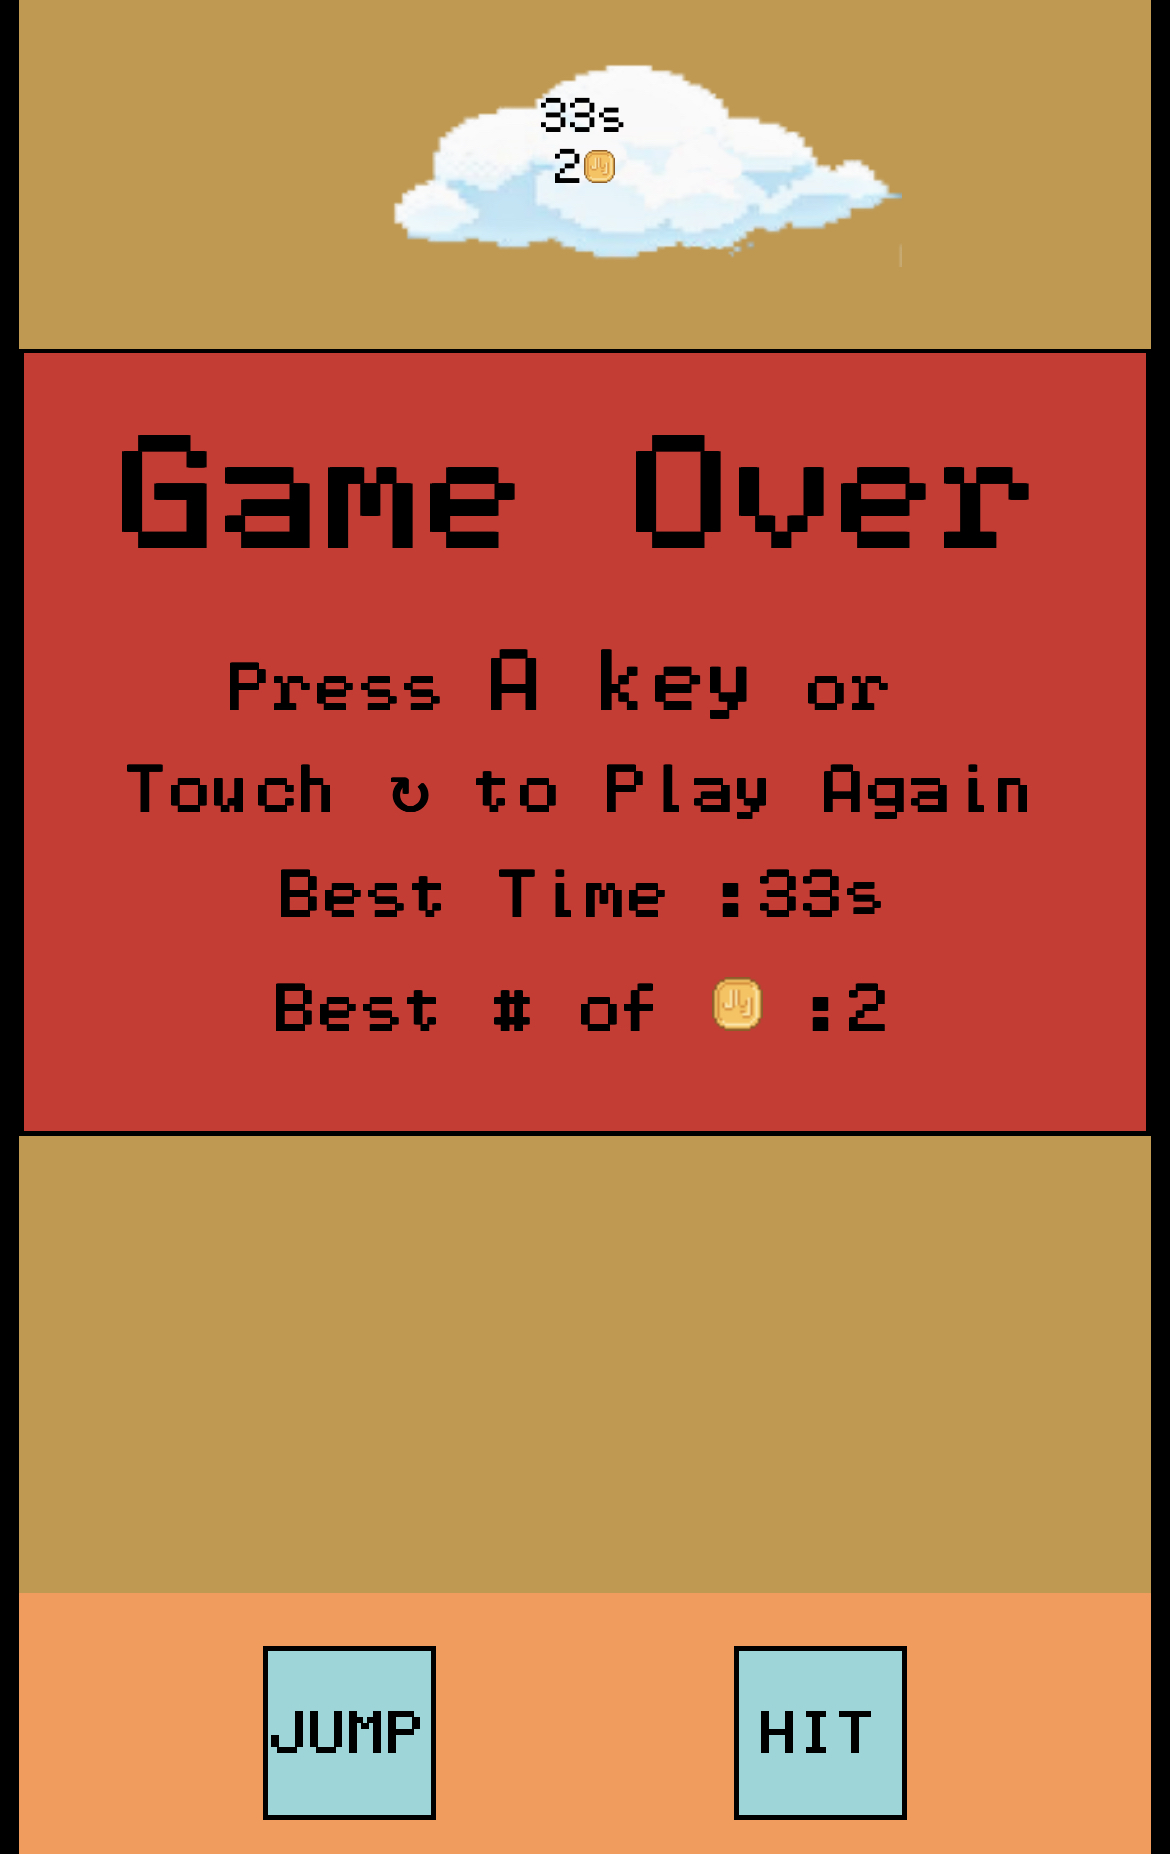 33s
2
Game Over
Press A key or
Touch ↻ to Play Again
Best Time :33s
Best # of :2
JUMP
HIT